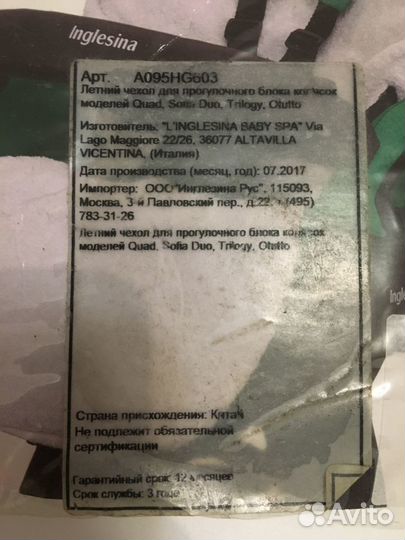 Inglesina
Арт. A095HG603
Летний чехол для прогулочного блока колясок
моделей Quad, Sofia Duo, Trilogy, Otutto
Изготовитель: "L'INGLESINA BABY SPA" Via
Lago Maggiore 22/26, 36077 ALTAVILLA
VICENTINA, (Италия)
Дата производства (месяц, год): 07.2017
Импортер: ООО"Инглезина Рус", 115093,
Москва, 3-й Павловский пер., д.22, т.(495)
783-31-26
Летний чехол для прогулочного блока колясок
моделей Quad, Sofia Duo, Trilogy, Otutto
Страна присхождения: Китай
Не подлежит обязательной
сертификации
Гарантийный срок: 12 месяцев
Срок службы: 3 года
Inglesina
Avito